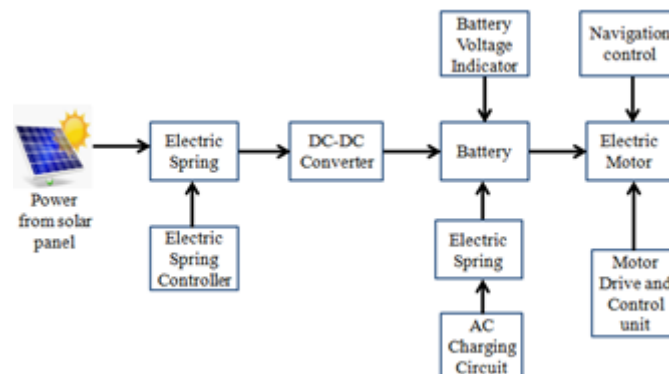 Battery
Voltage
Indicator
Navigation
control
Electric
Spring
DC-DC
Converter
Battery
Electric
Motor
Power
from solar
panel
Electric
Spring
Controller
Electric
Spring
Motor
Drive and
Control
unit
AC
Charging
Circuit